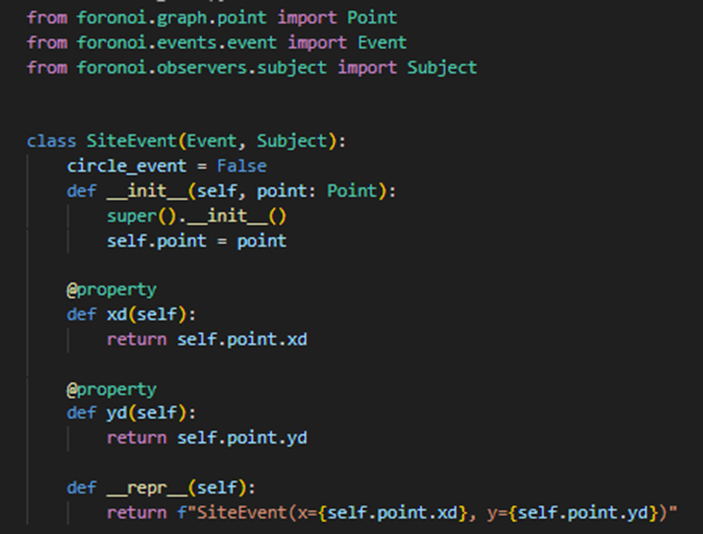 from foronoi.graph.point import Point
from foronoi.events.event import Event
from foronoi.observers.subject import Subject
class SiteEvent(Event, Subject):
    circle_event = False
    def __init__(self, point: Point):
        super().__init__()
        self.point = point
    @property
    def xd(self):
        return self.point.xd
    @property
    def yd(self):
        return self.point.yd
    def __repr__(self):
        return f"SiteEvent(x={self.point.xd}, y={self.point.yd})"